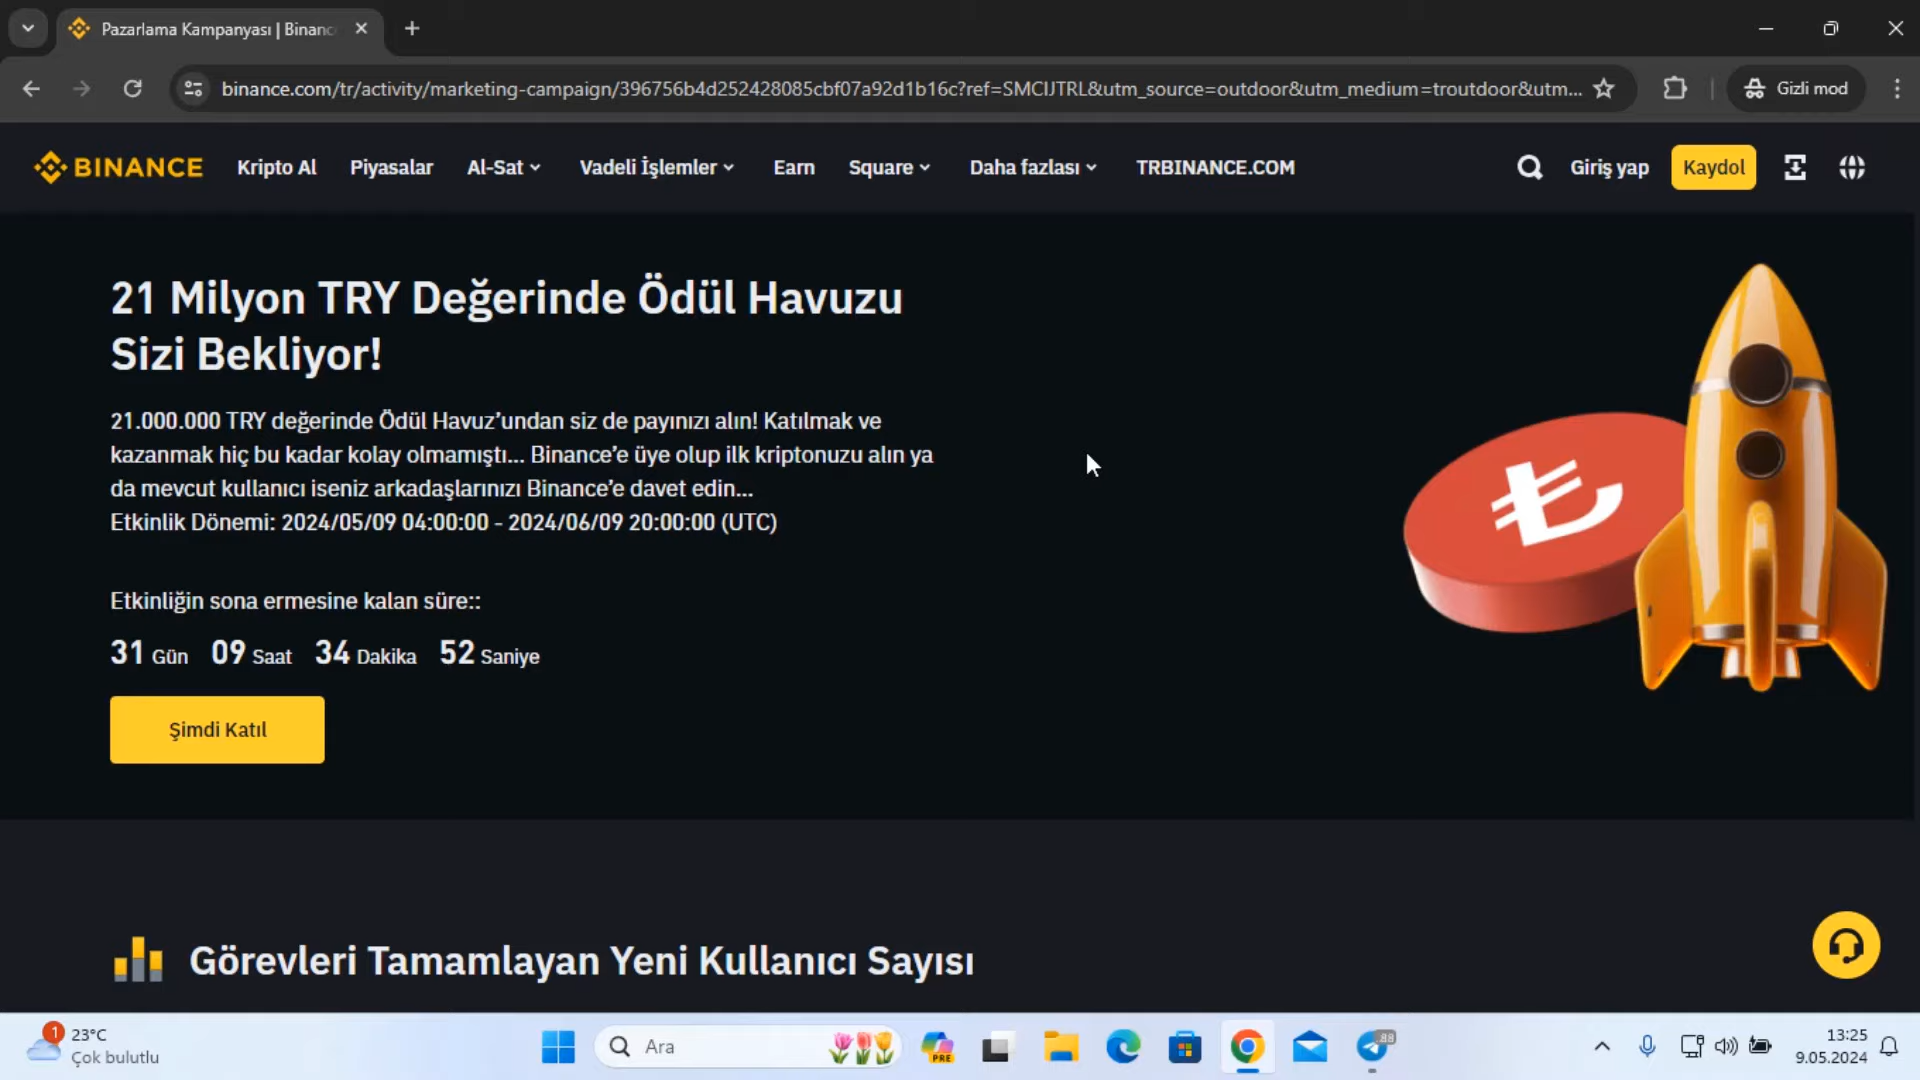 Pazarlama Kampanyası | Binanc
binance.com/tr/activity/marketing-campaign/396756b4d252428085cbf07a92d1b16c?ref=SMCIJTRL&utm_source=outdoor&utm_medium=troutdoor&utm...
Gizli mod
BINANCE Kripto Al Piyasalar Al-Sat Vadeli İşlemler Earn Square Daha fazlası TRBINANCE.COM Giriş yap Kaydol
21 Milyon TRY Değerinde Ödül Havuzu
Sizi Bekliyor!
21.000.000 TRY değerinde Ödül Havuz’undan siz de payınızı alın! Katılmak ve
kazanmak hiç bu kadar kolay olmamıştı... Binance’e üye olup ilk kriptonuzu alın ya
da mevcut kullanıcı iseniz arkadaşlarınızı Binance’e davet edin...
Etkinlik Dönemi: 2024/05/09 04:00:00 - 2024/06/09 20:00:00 (UTC)
Etkinliğin sona ermesine kalan süre::
31 Gün 09 Saat 34 Dakika 52 Saniye
Şimdi Katıl
Görevleri Tamamlayan Yeni Kullanıcı Sayısı
1
23°C
Çok bulutlu
Ara
PRE
88
13:25
9.05.2024